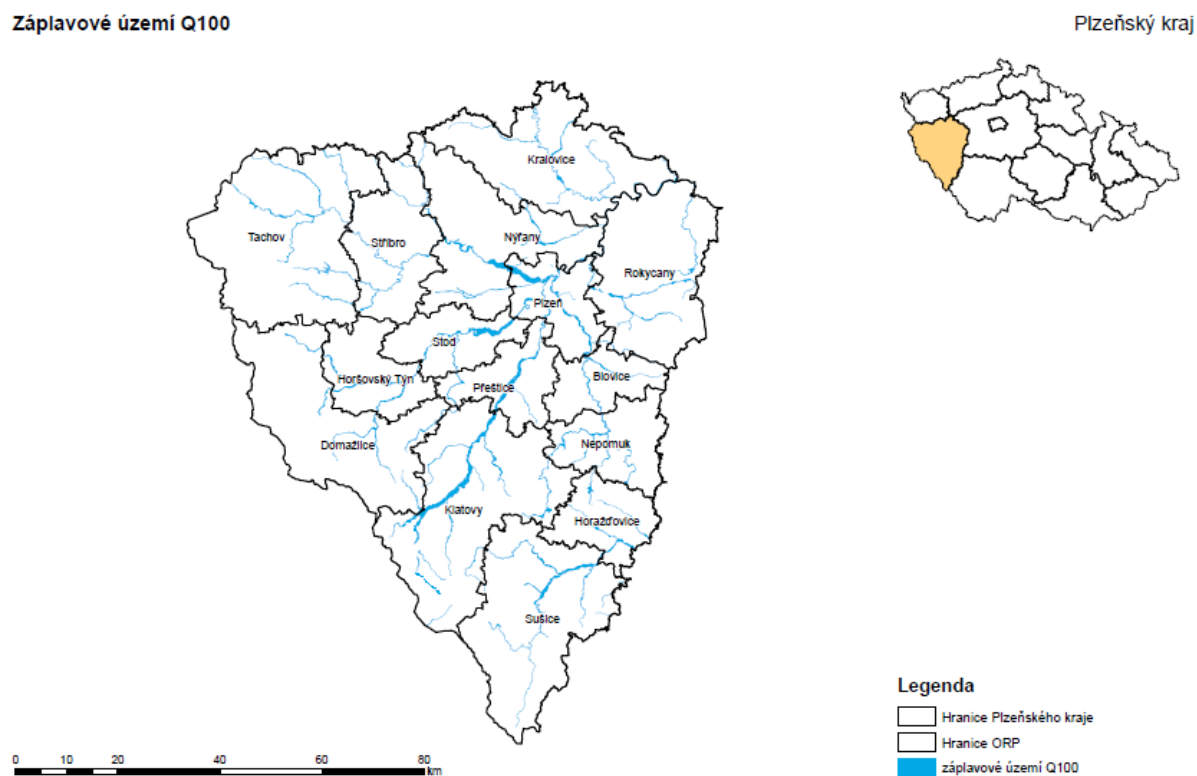 Záplavové území Q100
Plzeňský kraj
Kralovice
Tachov
Stříbro
Nýřany
Rokycany
Plzeň
Stod
Horšovský Týn
Přeštice
Blovice
Domažlice
Nepomuk
Klatovy
Horažďovice
Sušice
Legenda
Hranice Plzeňského kraje
Hranice ORP
záplavové území Q100
0 10 20 40 60 80
km